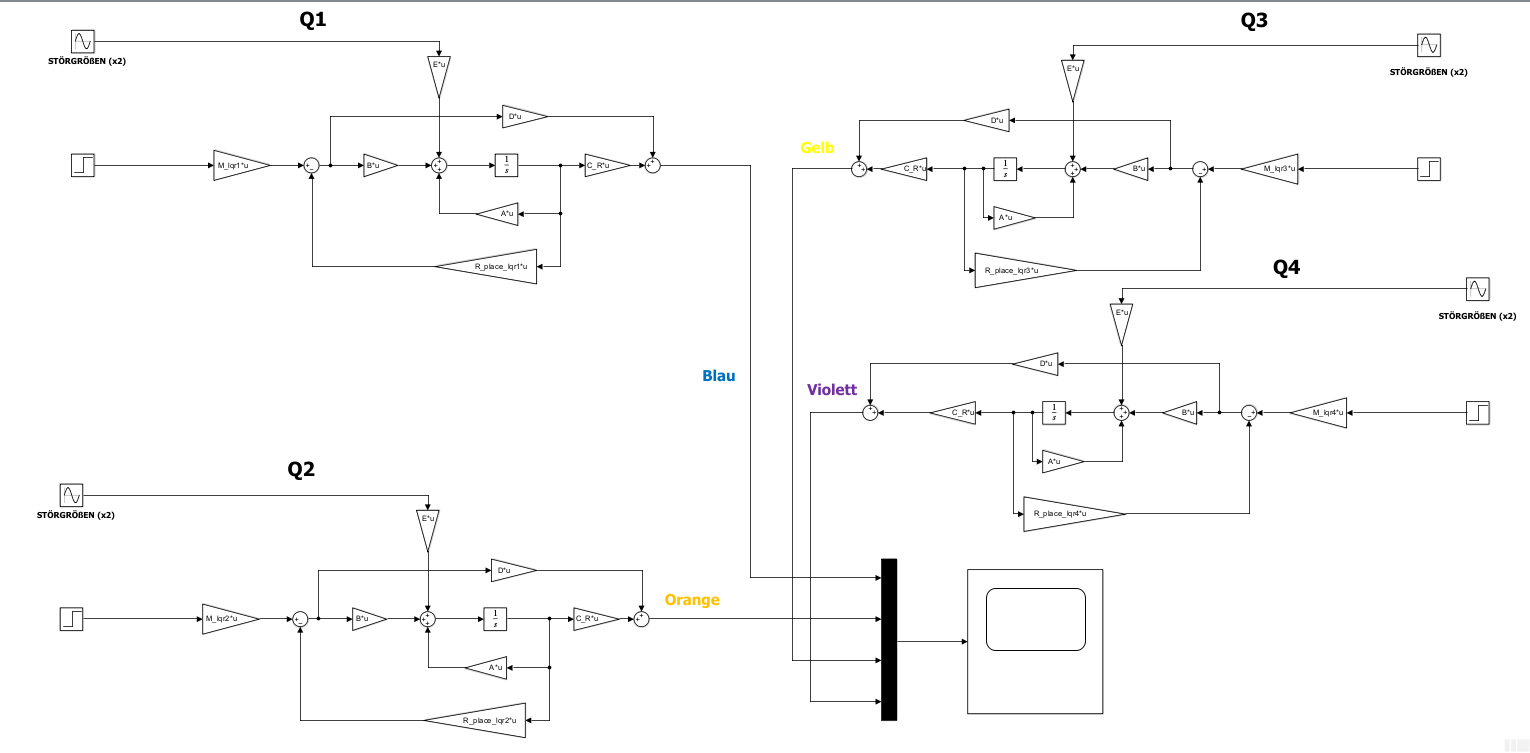 Q1
STÖRGRÖßEN (x2)
E*u
D*u
M_lqr1*u
B*u
1
s
C_R*u
A*u
R_place_lqr1*u
Q3
STÖRGRÖßEN (x2)
E*u
D*u
Gelb
C_R*u
1
s
B*u
M_lqr3*u
A*u
R_place_lqr3*u
Q4
STÖRGRÖßEN (x2)
E*u
D*u
Blau
Violett
C_R*u
1
s
B*u
M_lqr4*u
A*u
R_place_lqr4*u
Q2
STÖRGRÖßEN (x2)
E*u
D*u
Orange
M_lqr2*u
B*u
1
s
C_R*u
A*u
R_place_lqr2*u